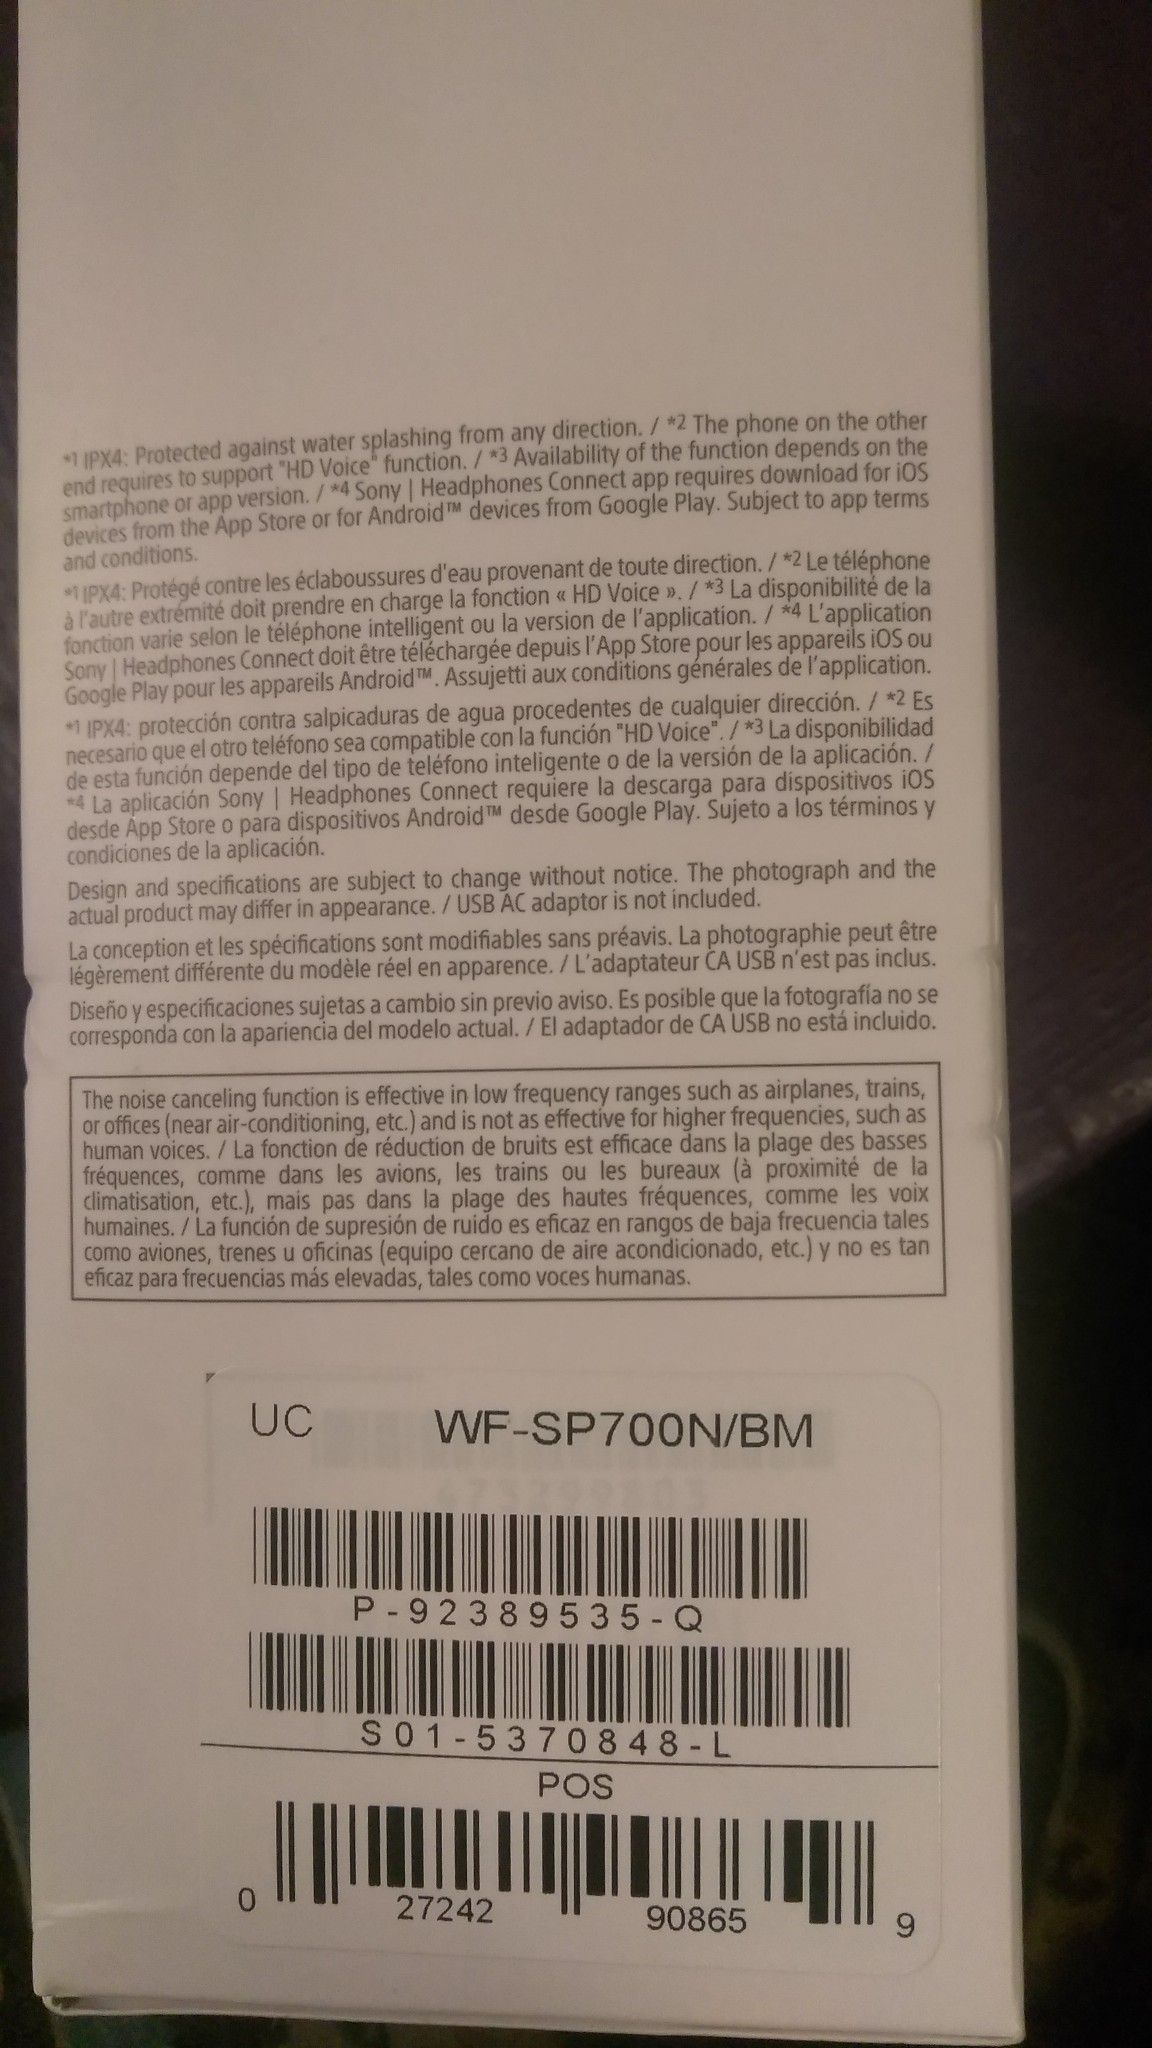 *1 IPX4: Protected against water splashing from any direction. / *2 The phone on the other
end requires to support "HD Voice" function. / *3 Availability of the function depends on the
smartphone or app version. / *4 Sony | Headphones Connect app requires download for iOS
devices from the App Store or for Android™ devices from Google Play. Subject to app terms
and conditions.
*1 IPX4: Protégé contre les éclaboussures d'eau provenant de toute direction. / *2 Le téléphone
à l'autre extrémité doit prendre en charge la fonction « HD Voice ». / *3 La disponibilité de la
fonction varie selon le téléphone intelligent ou la version de l'application. / *4 L'application
Sony | Headphones Connect doit être téléchargée depuis l'App Store pour les appareils iOS ou
Google Play pour les appareils Android™. Assujetti aux conditions générales de l'application.
*1 IPX4: protección contra salpicaduras de agua procedentes de cualquier dirección. / *2 Es
necesario que el otro teléfono sea compatible con la función "HD Voice". / *3 La disponibilidad
de esta función depende del tipo de teléfono inteligente o de la versión de la aplicación. /
*4 La aplicación Sony | Headphones Connect requiere la descarga para dispositivos iOS
desde App Store o para dispositivos Android™ desde Google Play. Sujeto a los términos y
condiciones de la aplicación.
Design and specifications are subject to change without notice. The photograph and the
actual product may differ in appearance. / USB AC adaptor is not included.
La conception et les spécifications sont modifiables sans préavis. La photographie peut être
légèrement différente du modèle réel en apparence. / L'adaptateur CA USB n'est pas inclus.
Diseño y especificaciones sujetas a cambio sin previo aviso. Es posible que la fotografía no se
corresponda con la apariencia del modelo actual. / El adaptador de CA USB no está incluido.
The noise canceling function is effective in low frequency ranges such as airplanes, trains,
or offices (near air-conditioning, etc.) and is not as effective for higher frequencies, such as
human voices. / La fonction de réduction de bruits est efficace dans la plage des basses
fréquences, comme dans les avions, les trains ou les bureaux (à proximité de la
climatisation, etc.), mais pas dans la plage des hautes fréquences, comme les voix
humaines. / La función de supresión de ruido es eficaz en rangos de baja frecuencia tales
como aviones, trenes u oficinas (equipo cercano de aire acondicionado, etc.) y no es tan
eficaz para frecuencias más elevadas, tales como voces humanas.
UC WF-SP700N/BM
P-92389535-Q
S01-5370848-L
POS
0 27242 90865 9